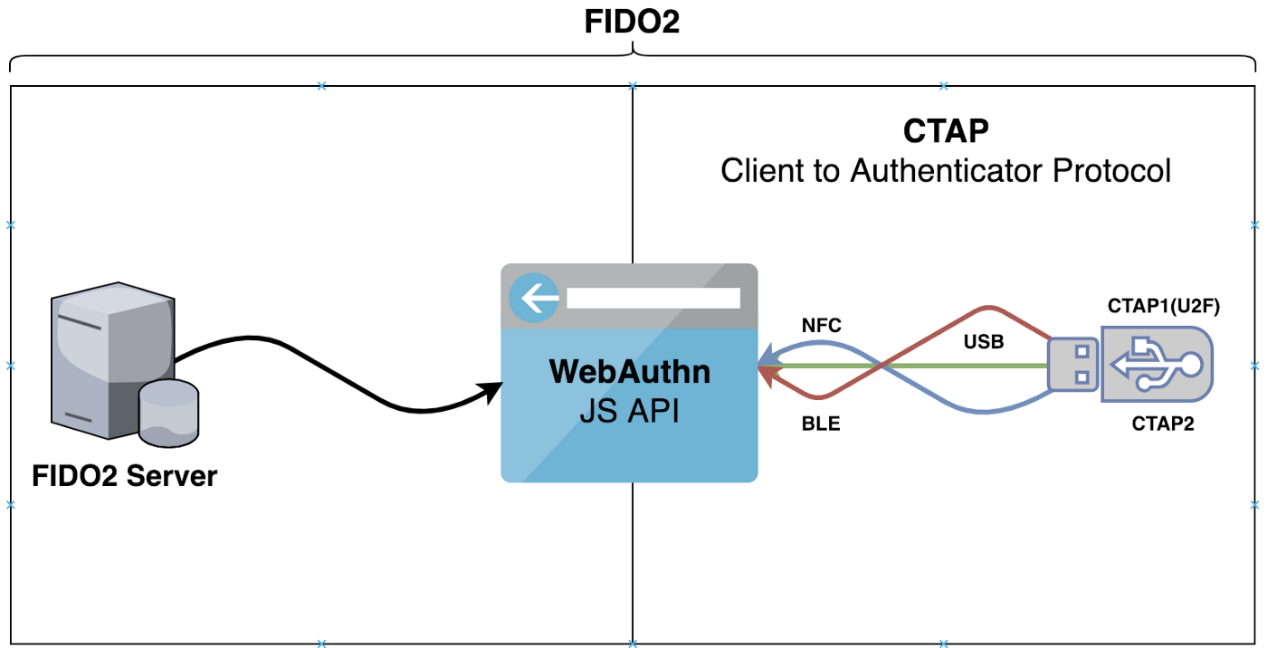 FIDO2
CTAP
Client to Authenticator Protocol
FIDO2 Server
WebAuthn
JS API
NFC
USB
BLE
CTAP1(U2F)
CTAP2